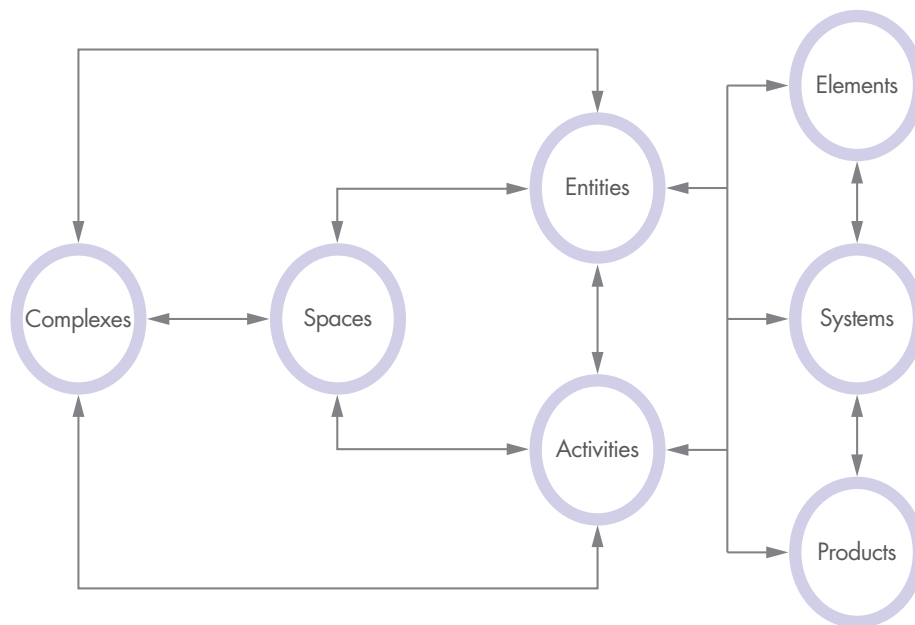 Elements
Entities
Complexes
Spaces
Systems
Activities
Products